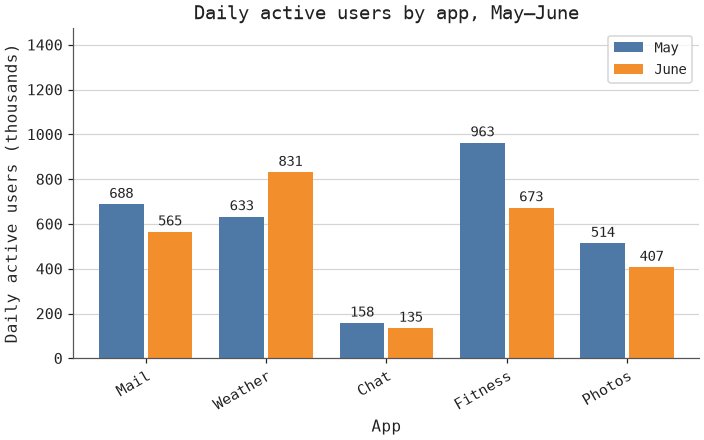 Daily active users by app, May–June
Daily active users (thousands)
1400
1200
1000
800
600
400
200
0
May
June
688
565
633
831
158
135
963
673
514
407
Mail
Weather
Chat
Fitness
Photos
App